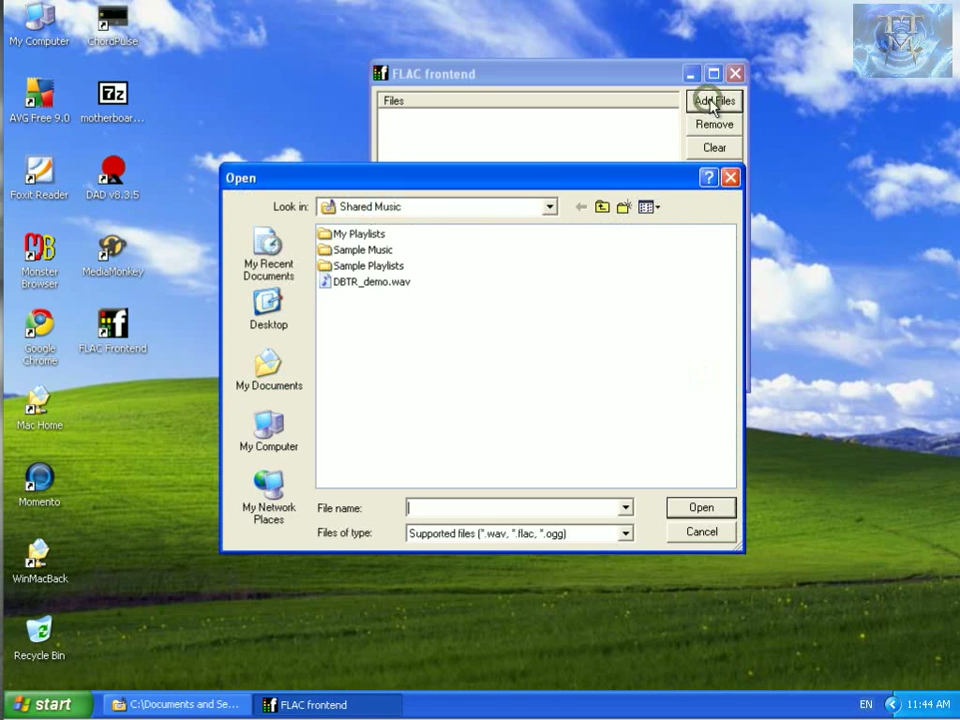 My Computer
ChordPulse
AVG Free 9.0
7z
motherboar...
Foxit Reader
DAD v8.3.5
MB
Monster
Browser
MediaMonkey
Google
Chrome
f
FLAC Frontend
Mac Home
Momento
WinMacBack
Recycle Bin
TTM
FLAC frontend
Files
Add Files
Remove
Clear
Open
Look in:
Shared Music
My Recent
Documents
Desktop
My Documents
My Computer
My Network
Places
My Playlists
Sample Music
Sample Playlists
DBTR_demo.wav
File name:
Open
Files of type:
Supported files (*.wav, *.flac, *.ogg)
Cancel
start
C:\Documents and Se...
FLAC frontend
EN
11:44 AM